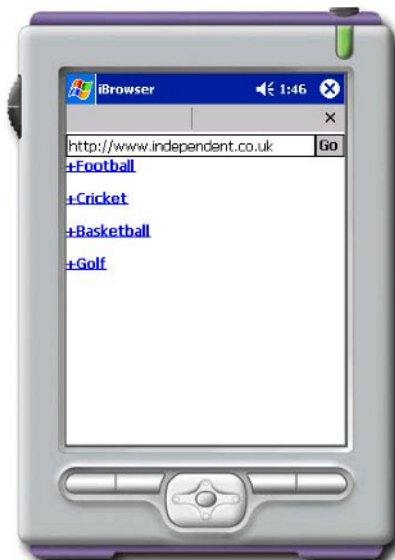 iBrowser 1:46
×
http://www.independent.co.uk Go
+Football
+Cricket
+Basketball
+Golf